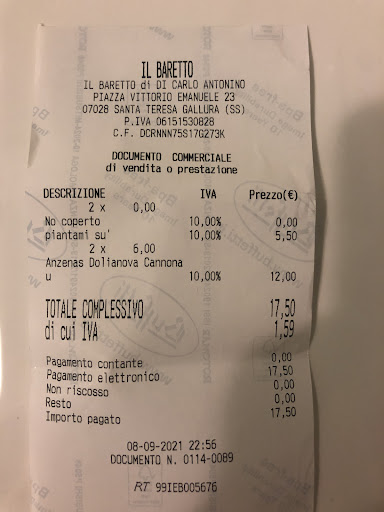 IL BARETTO
IL BARETTO di DI CARLO ANTONINO
PIAZZA VITTORIO EMANUELE 23
07028 SANTA TERESA GALLURA (SS)
P.IVA 06151530828
C.F. DCRNNN75S17G273K
DOCUMENTO COMMERCIALE
di vendita o prestazione
DESCRIZIONE IVA Prezzo(€)
2 x 0,00
No coperto 10,00% 0,00
piantami su' 10,00% 5,50
2 x 6,00
Anzenas Dolianova Cannona
u 10,00% 12,00
TOTALE COMPLESSIVO 17,50
di cui IVA 1,59
Pagamento contante 0,00
Pagamento elettronico 17,50
Non riscosso 0,00
Resto 0,00
Importo pagato 17,50
08-09-2021 22:56
DOCUMENTO N. 0114-0089
RT 99IEB005676